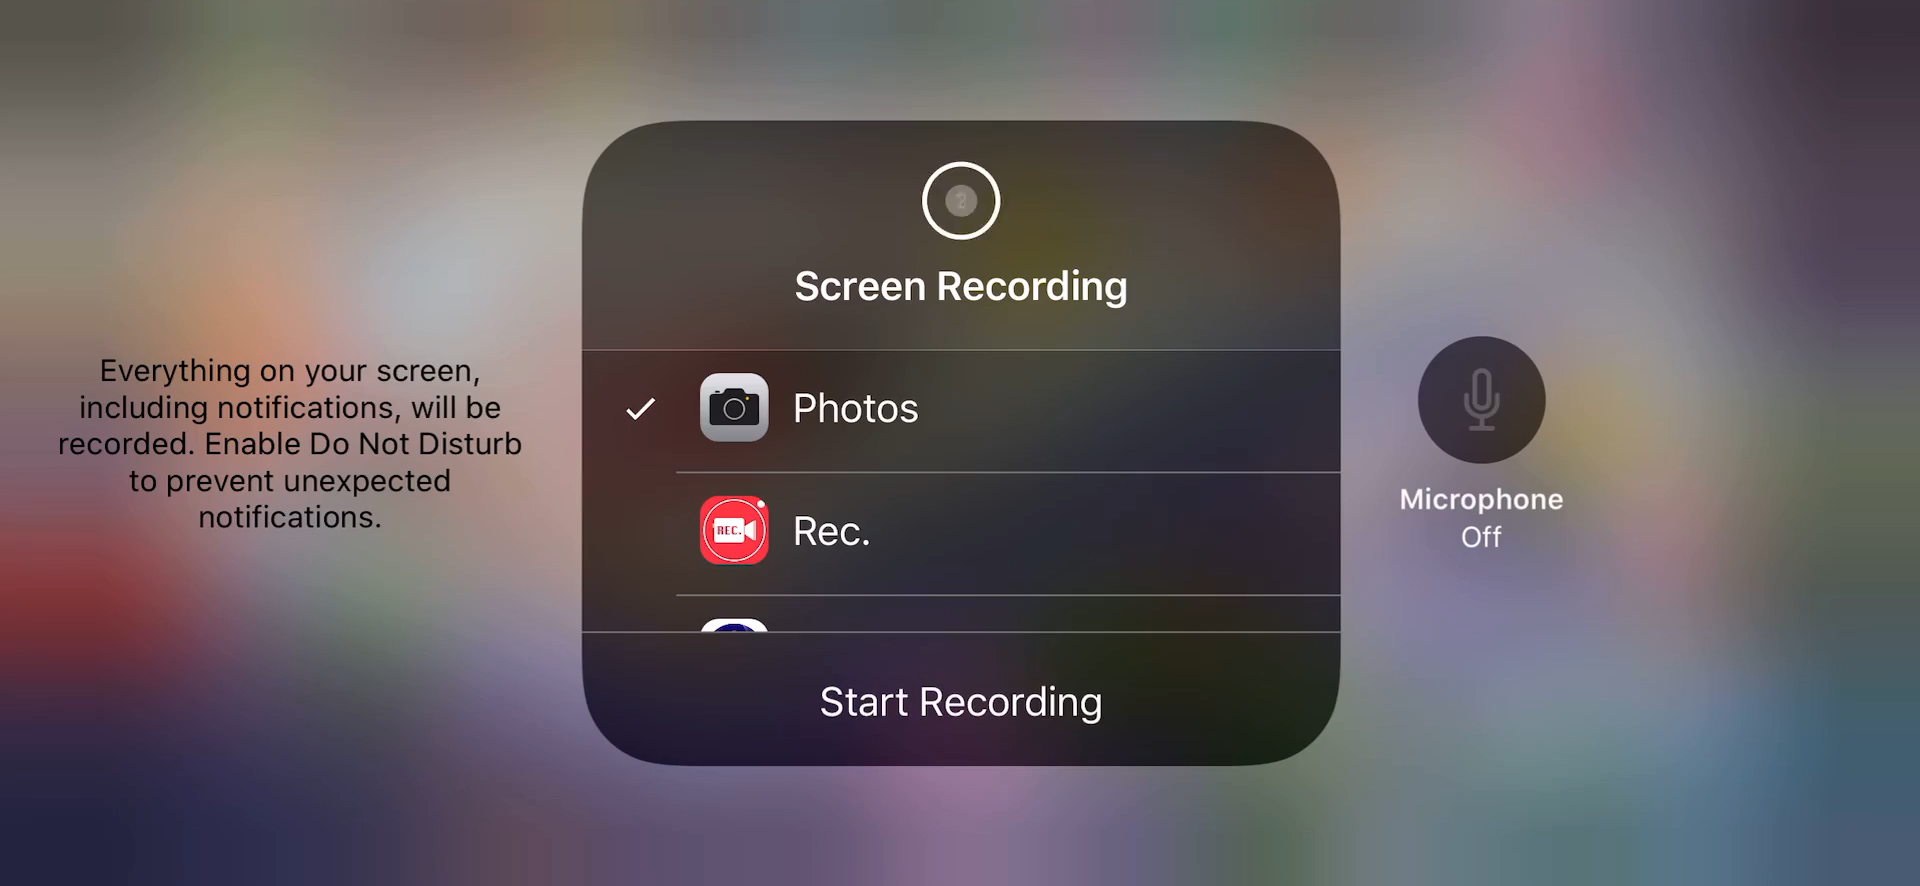 Everything on your screen,
including notifications, will be
recorded. Enable Do Not Disturb
to prevent unexpected
notifications.
2
Screen Recording
Photos
REC.
Rec.
Start Recording
Microphone
Off